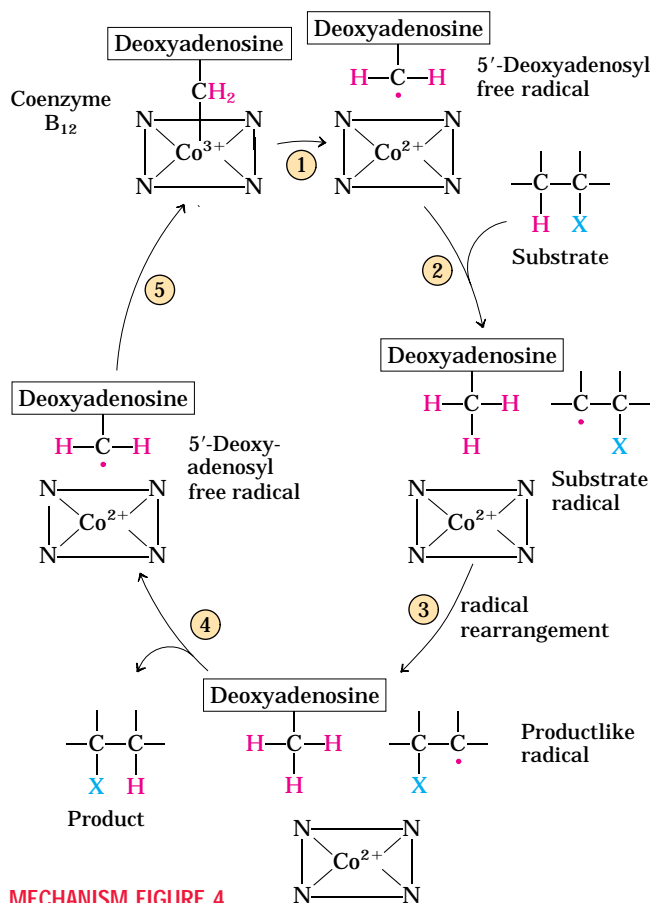 Deoxyadenosine
CH2
Coenzyme
B12
N N
Co3+
N N
1
Deoxyadenosine
H—C—H
5′-Deoxyadenosyl
free radical
N N
Co2+
N N
C—C
H X
Substrate
2
Deoxyadenosine
H—C—H
H
C—C
X
Substrate
radical
N N
Co2+
N N
3
radical
rearrangement
Deoxyadenosine
H—C—H
H
C—C
X
Productlike
radical
N N
Co2+
N N
4
C—C
X H
Product
Deoxyadenosine
H—C—H
5′-Deoxy-
adenosyl
free radical
N N
Co2+
N N
5
MECHANISM FIGURE 4